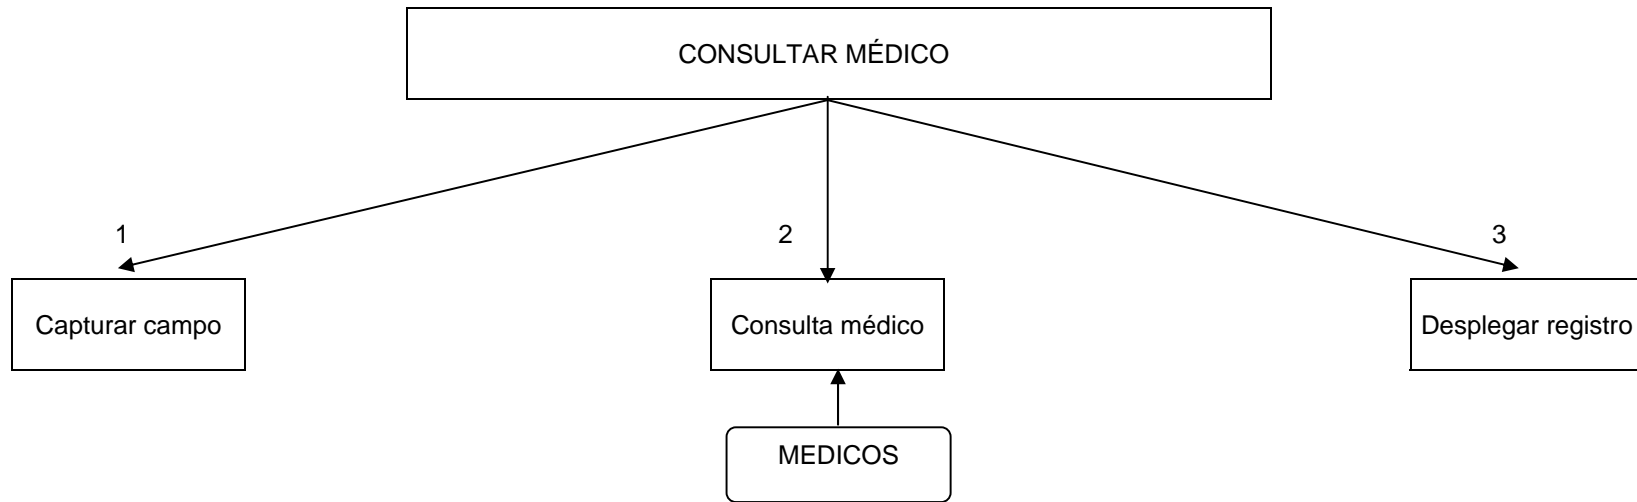 CONSULTAR MÉDICO
1
2
3
Capturar campo
Consulta médico
Desplegar registro
MEDICOS